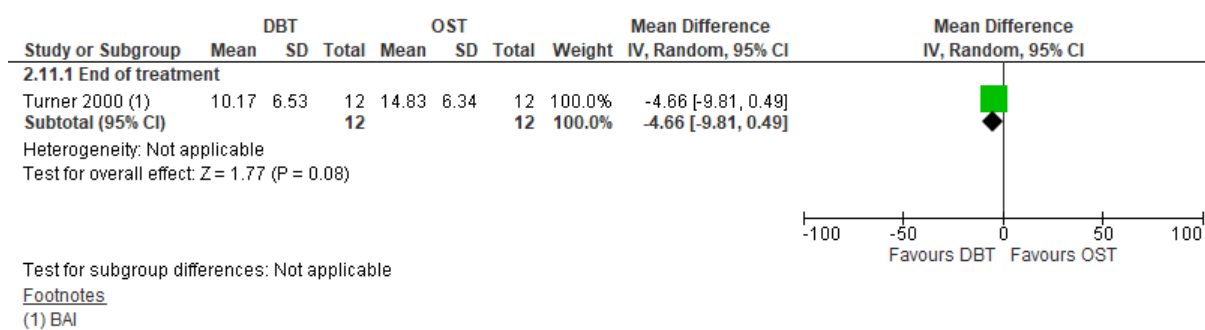 DBT OST Mean Difference Mean Difference
Study or Subgroup Mean SD Total Mean SD Total Weight IV, Random, 95% CI IV, Random, 95% CI
2.11.1 End of treatment
Turner 2000 (1) 10.17 6.53 12 14.83 6.34 12 100.0% -4.66 [-9.81, 0.49]
Subtotal (95% CI) 12 12 100.0% -4.66 [-9.81, 0.49]
Heterogeneity: Not applicable
Test for overall effect: Z = 1.77 (P = 0.08)
-100 -50 0 50 100
Favours DBT Favours OST
Test for subgroup differences: Not applicable
Footnotes
(1) BAI